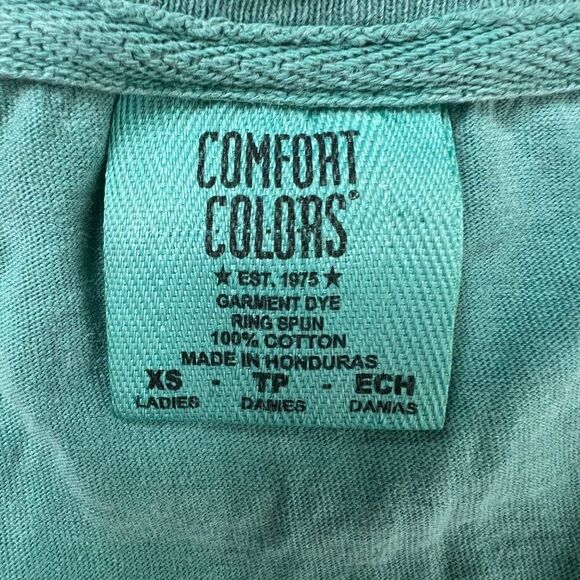 COMFORT
COLORS®
★ EST. 1975 ★
GARMENT DYE
RING SPUN
100% COTTON
MADE IN HONDURAS
XS - TP - ECH
LADIES DAMES DAMAS